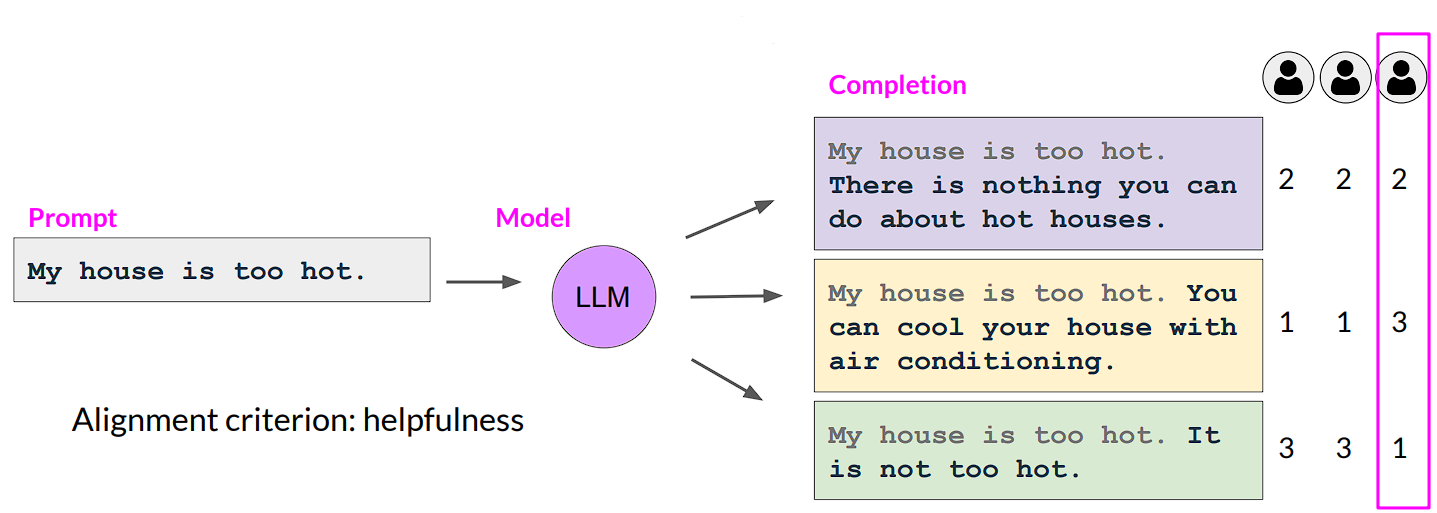 Completion
Prompt
Model
My house is too hot.
LLM
My house is too hot.
There is nothing you can
do about hot houses.
2 2 2
My house is too hot. You
can cool your house with
air conditioning.
1 1 3
My house is too hot. It
is not too hot.
3 3 1
Alignment criterion: helpfulness